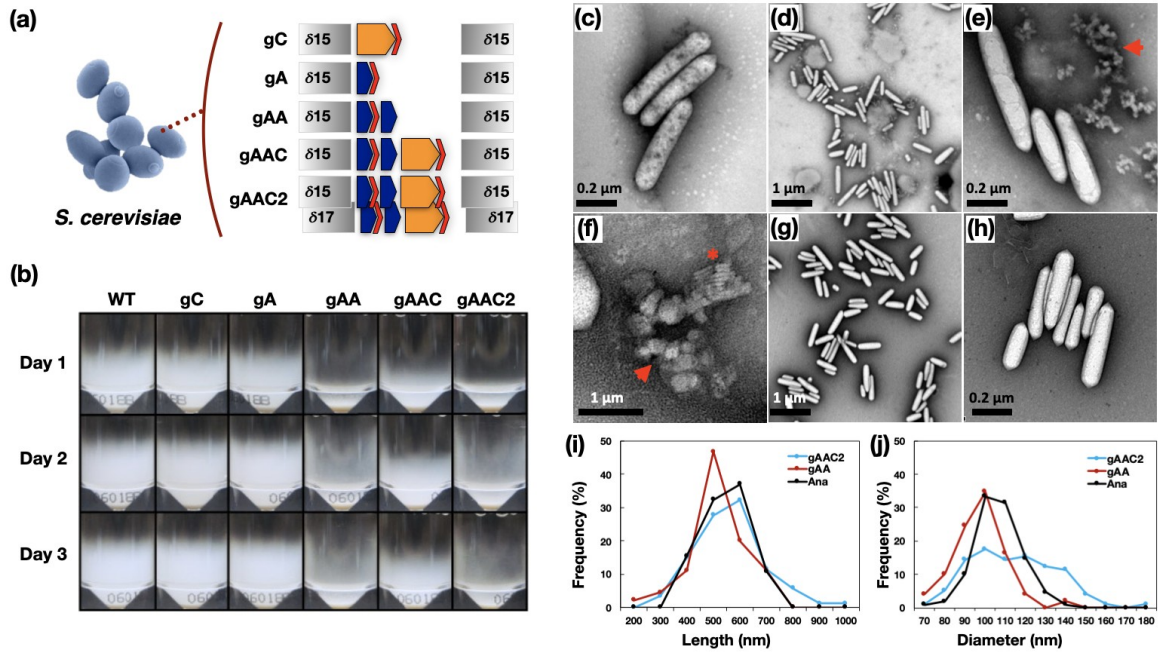 (a)
gC δ15 δ15
gA δ15 δ15
gAA δ15 δ15
gAAC δ15 δ15
gAAC2 δ15 δ15
δ17 δ17
S. cerevisiae
(b)
WT gC gA gAA gAAC gAAC2
Day 1
Day 2
Day 3
(c)
0.2 μm
(d)
1 μm
(e)
0.2 μm
(f)
*
1 μm
(g)
1 μm
(h)
0.2 μm
(i)
Frequency (%)
50
40
30
20
10
0
gAAC2
gAA
Ana
200 300 400 500 600 700 800 900 1000
Length (nm)
(j)
Frequency (%)
50
40
30
20
10
0
gAAC2
gAA
Ana
70 80 90 100 110 120 130 140 150 160 170 180
Diameter (nm)